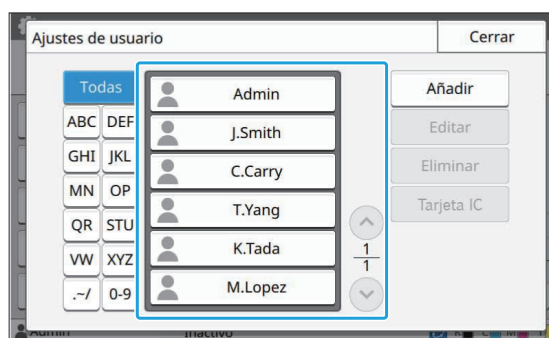 Ajustes de usuario
Cerrar
Todas
ABC DEF
GHI JKL
MN OP
QR STU
VW XYZ
.~/ 0-9
Admin
J.Smith
C.Carry
T.Yang
K.Tada
M.Lopez
1
1
Añadir
Editar
Eliminar
Tarjeta IC
Admin
Inactivo